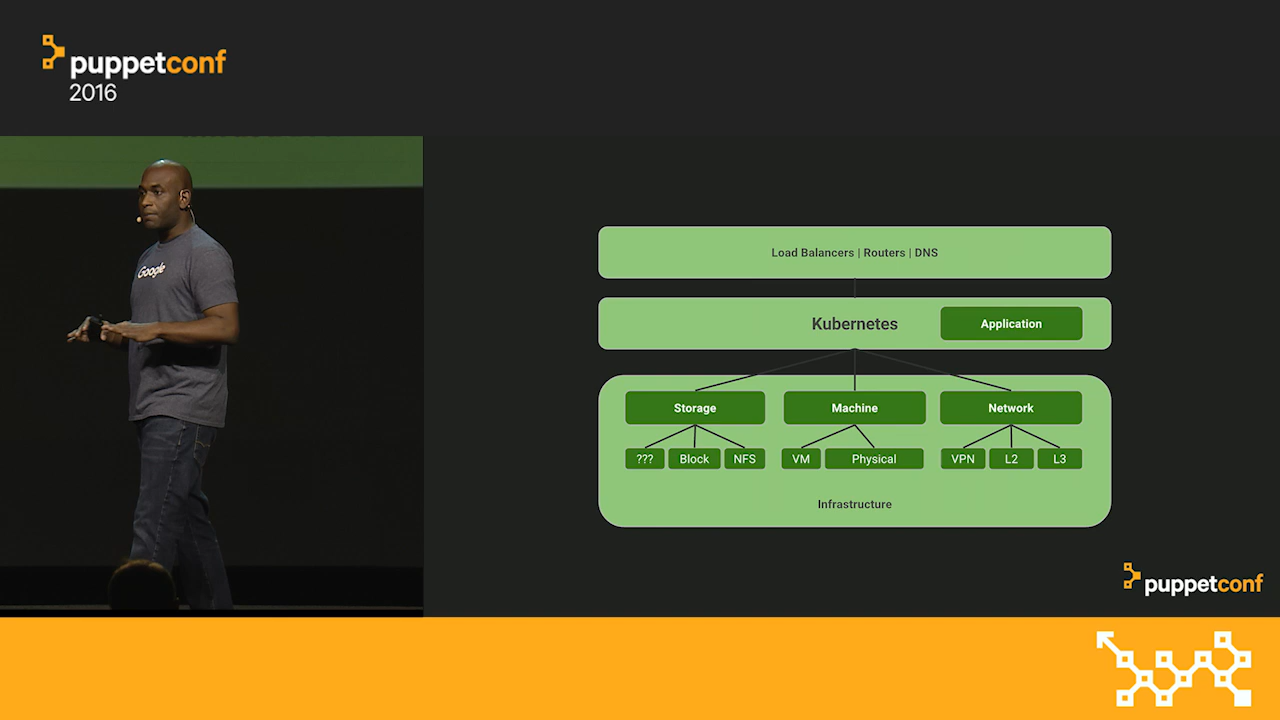 puppetconf
2016
Google
Load Balancers | Routers | DNS
Kubernetes
Application
Storage
Machine
Network
???
Block
NFS
VM
Physical
VPN
L2
L3
Infrastructure
puppetconf